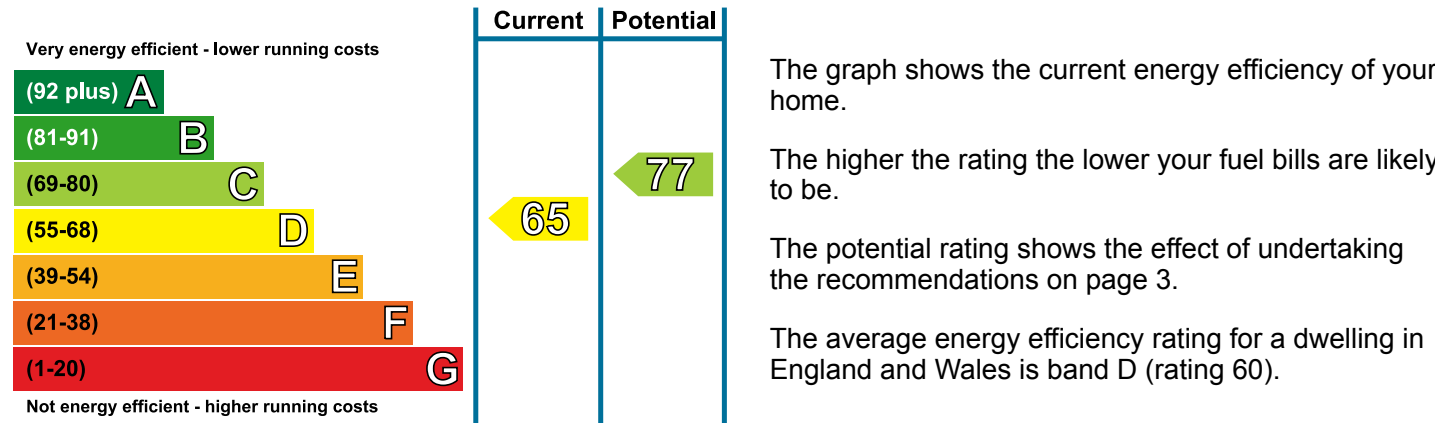 Current Potential
Very energy efficient - lower running costs
(92 plus) A
(81-91) B
(69-80) C
77
(55-68) D
65
(39-54) E
(21-38) F
(1-20) G
Not energy efficient - higher running costs
The graph shows the current energy efficiency of your
home.
The higher the rating the lower your fuel bills are likely
to be.
The potential rating shows the effect of undertaking
the recommendations on page 3.
The average energy efficiency rating for a dwelling in
England and Wales is band D (rating 60).